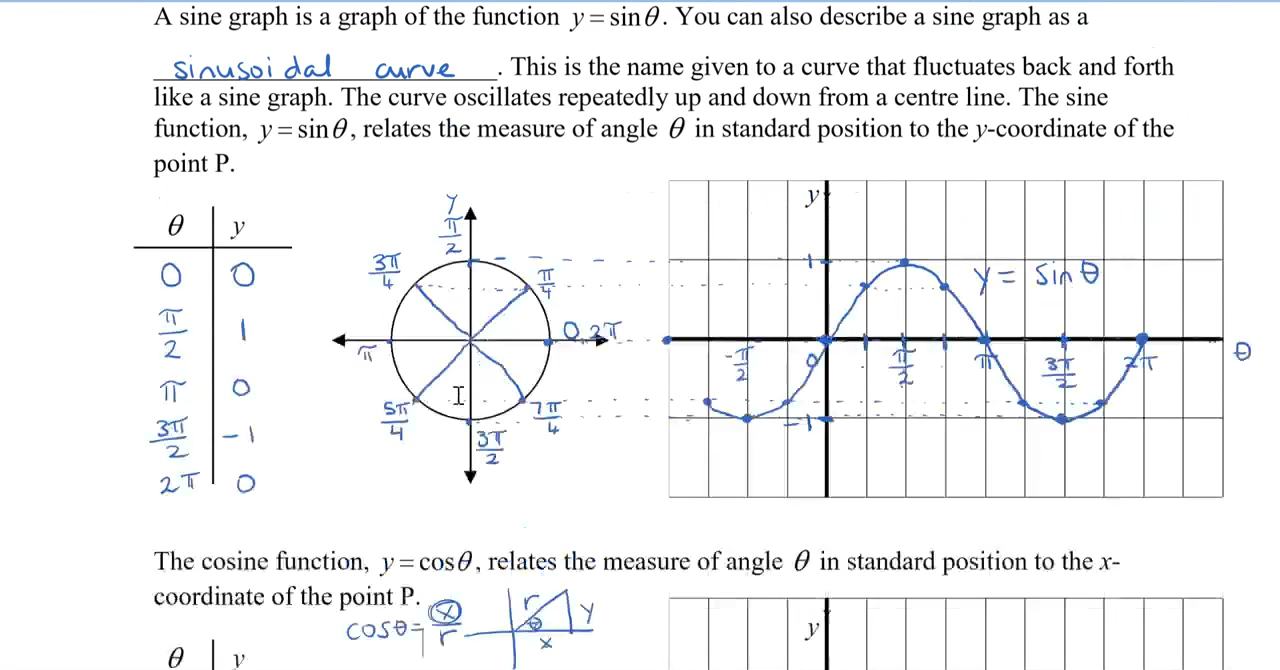 A sine graph is a graph of the function y = sin θ. You can also describe a sine graph as a
sinusoidal curve. This is the name given to a curve that fluctuates back and forth
like a sine graph. The curve oscillates repeatedly up and down from a centre line. The sine
function, y = sin θ, relates the measure of angle θ in standard position to the y-coordinate of the
point P.
θ y
0 0
π/2 1
π 0
3π/2 -1
2π 0
y
π/2
3π/4 π/4
π 0, 2π
5π/4 7π/4
3π/2
y
1 y = sin θ
-π/2 0 π/2 π 3π/2 2π θ
-1
The cosine function, y = cos θ, relates the measure of angle θ in standard position to the x-
coordinate of the point P.
cos θ = x/r
r θ x y
θ y
y